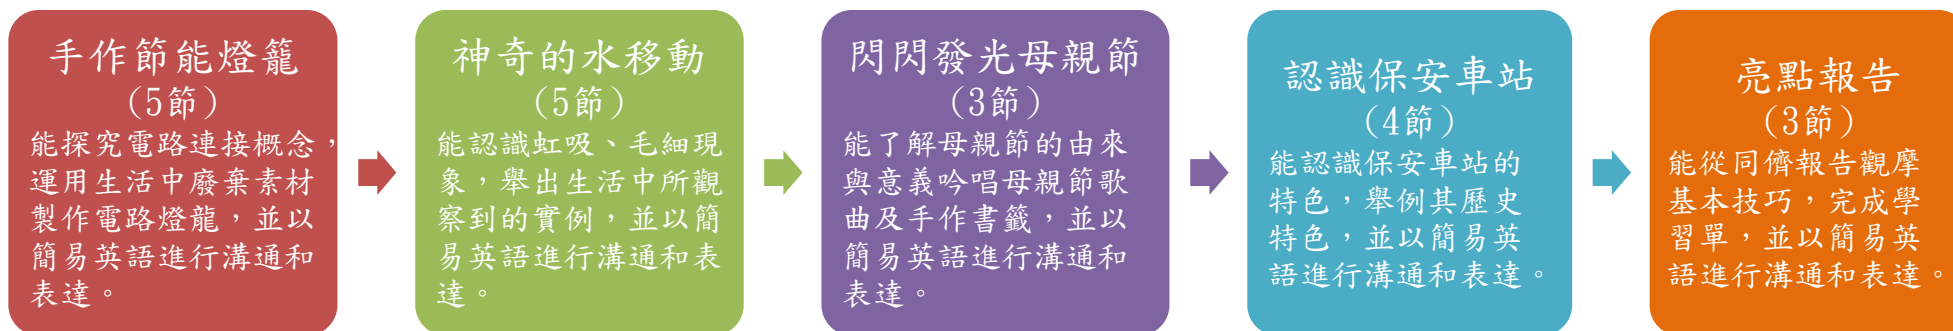 手作節能燈籠
(5節)
能探究電路連接概念，
運用生活中廢棄素材
製作電路燈龍，並以
簡易英語進行溝通和
表達。
神奇的水移動
(5節)
能認識虹吸、毛細現
象，舉出生活中所觀
察到的實例，並以簡
易英語進行溝通和表
達。
閃閃發光母親節
(3節)
能了解母親節的由來
與意義吟唱母親節歌
曲及手作書籤，並以
簡易英語進行溝通和
表達。
認識保安車站
(4節)
能認識保安車站的
特色，舉例其歷史
特色，並以簡易英
語進行溝通和表達。
亮點報告
(3節)
能從同儕報告觀摩
基本技巧，完成學
習單，並以簡易英
語進行溝通和表達。